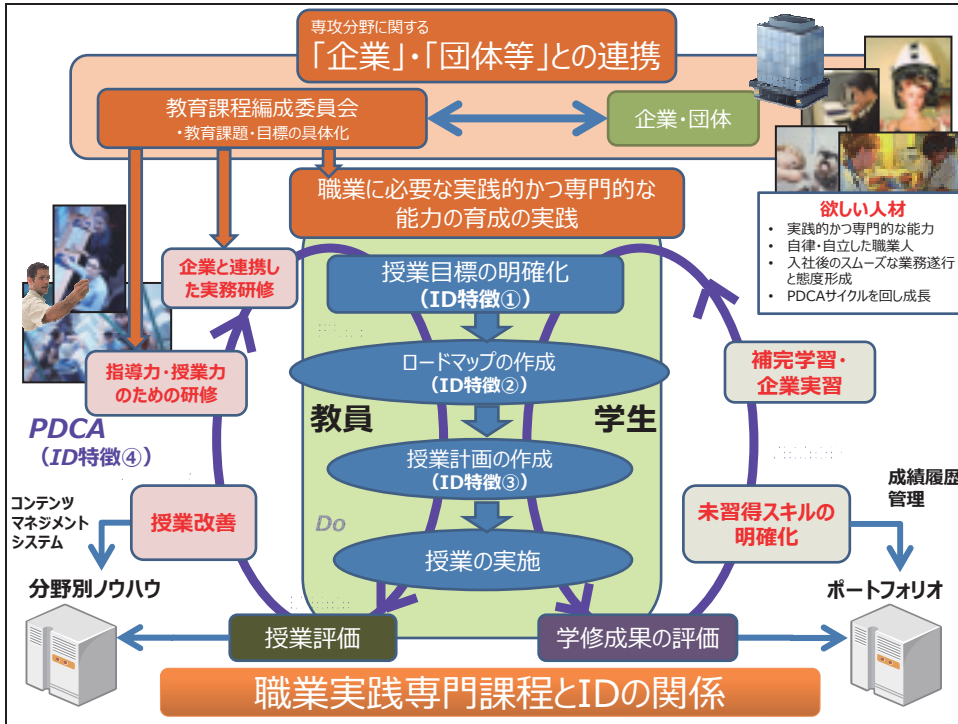 専攻分野に関する
「企業」・「団体等」との連携
教育課程編成委員会
・教育課題・目標の具体化
企業・団体
職業に必要な実践的かつ専門的な
能力の育成の実践
欲しい人材
• 実践的かつ専門的な能力
• 自律・自立した職業人
• 入社後のスムーズな業務遂行
と態度形成
• PDCAサイクルを回し成長
企業と連携し
た実務研修
授業目標の明確化
（ID特徴①）
指導力・授業力
のための研修
ロードマップの作成
（ID特徴②）
補完学習・
企業実習
教員
学生
PDCA
（ID特徴④）
授業計画の作成
（ID特徴③）
コンテンツ
マネジメント
システム
授業改善
Do
未習得スキルの
明確化
成績履歴
管理
授業の実施
分野別ノウハウ
ポートフォリオ
授業評価
学修成果の評価
職業実践専門課程とIDの関係